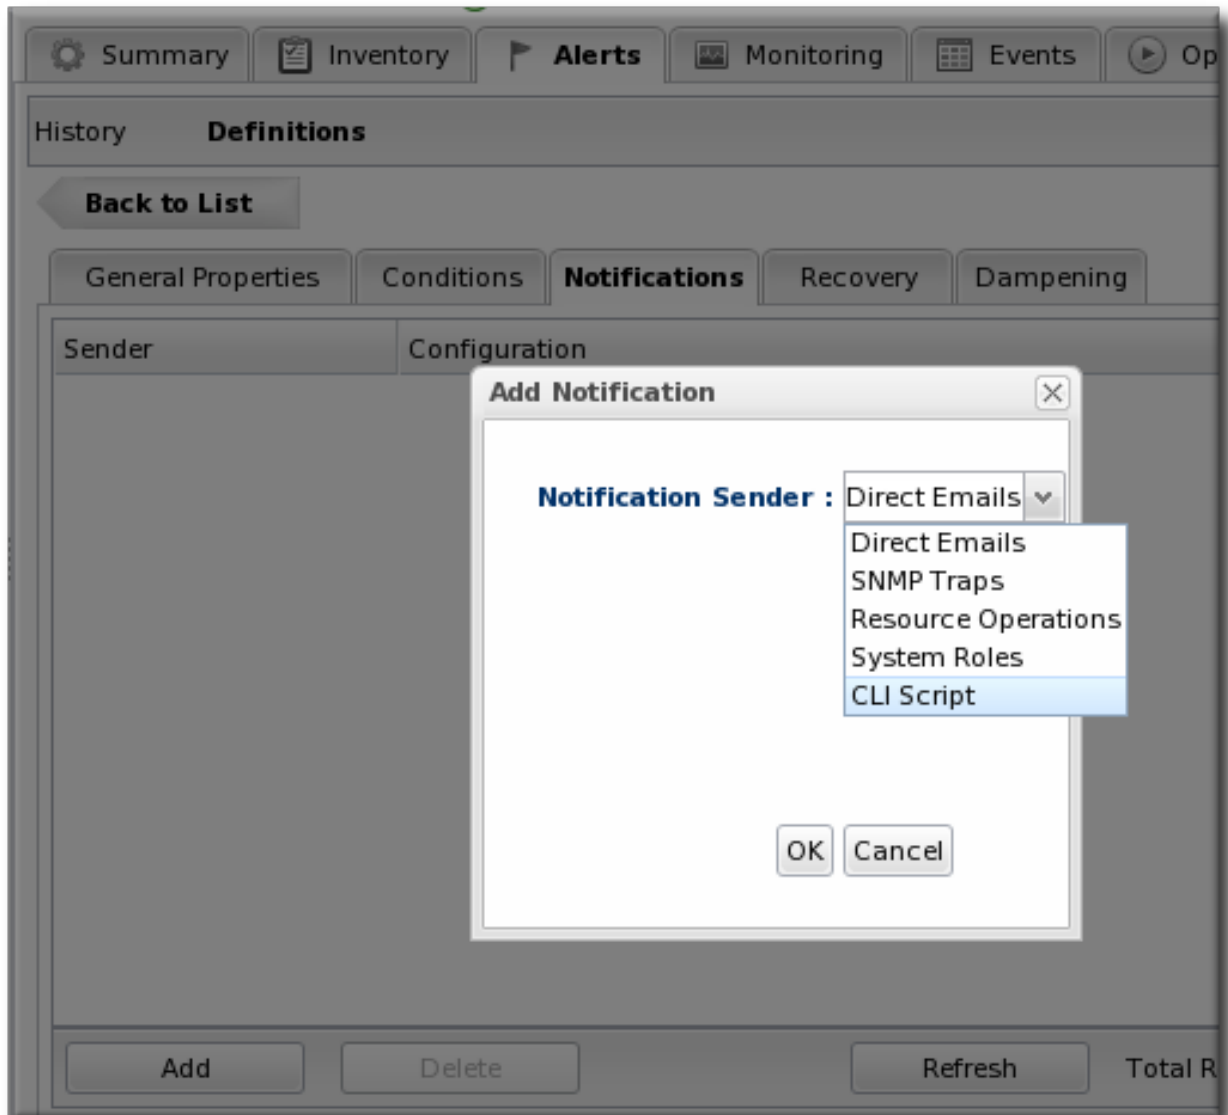 Summary Inventory Alerts Monitoring Events Op
History Definitions
Back to List
General Properties Conditions Notifications Recovery Dampening
Sender Configuration
Add Notification
Notification Sender : Direct Emails
Direct Emails
SNMP Traps
Resource Operations
System Roles
CLI Script
OK Cancel
Add Delete Refresh Total R